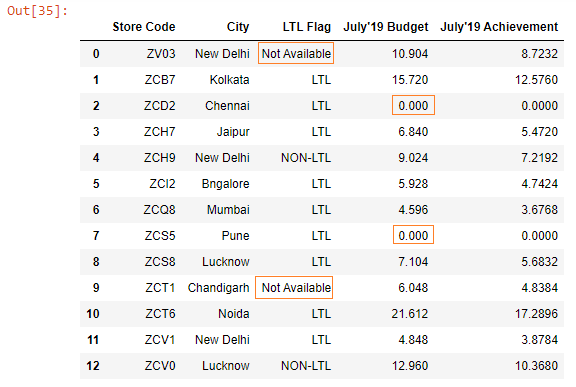 Out[35]:
Store Code City LTL Flag July'19 Budget July'19 Achievement
0 ZV03 New Delhi Not Available 10.904 8.7232
1 ZCB7 Kolkata LTL 15.720 12.5760
2 ZCD2 Chennai LTL 0.000 0.0000
3 ZCH7 Jaipur LTL 6.840 5.4720
4 ZCH9 New Delhi NON-LTL 9.024 7.2192
5 ZCI2 Bngalore LTL 5.928 4.7424
6 ZCQ8 Mumbai LTL 4.596 3.6768
7 ZCS5 Pune LTL 0.000 0.0000
8 ZCS8 Lucknow LTL 7.104 5.6832
9 ZCT1 Chandigarh Not Available 6.048 4.8384
10 ZCT6 Noida LTL 21.612 17.2896
11 ZCV1 New Delhi LTL 4.848 3.8784
12 ZCV0 Lucknow NON-LTL 12.960 10.3680